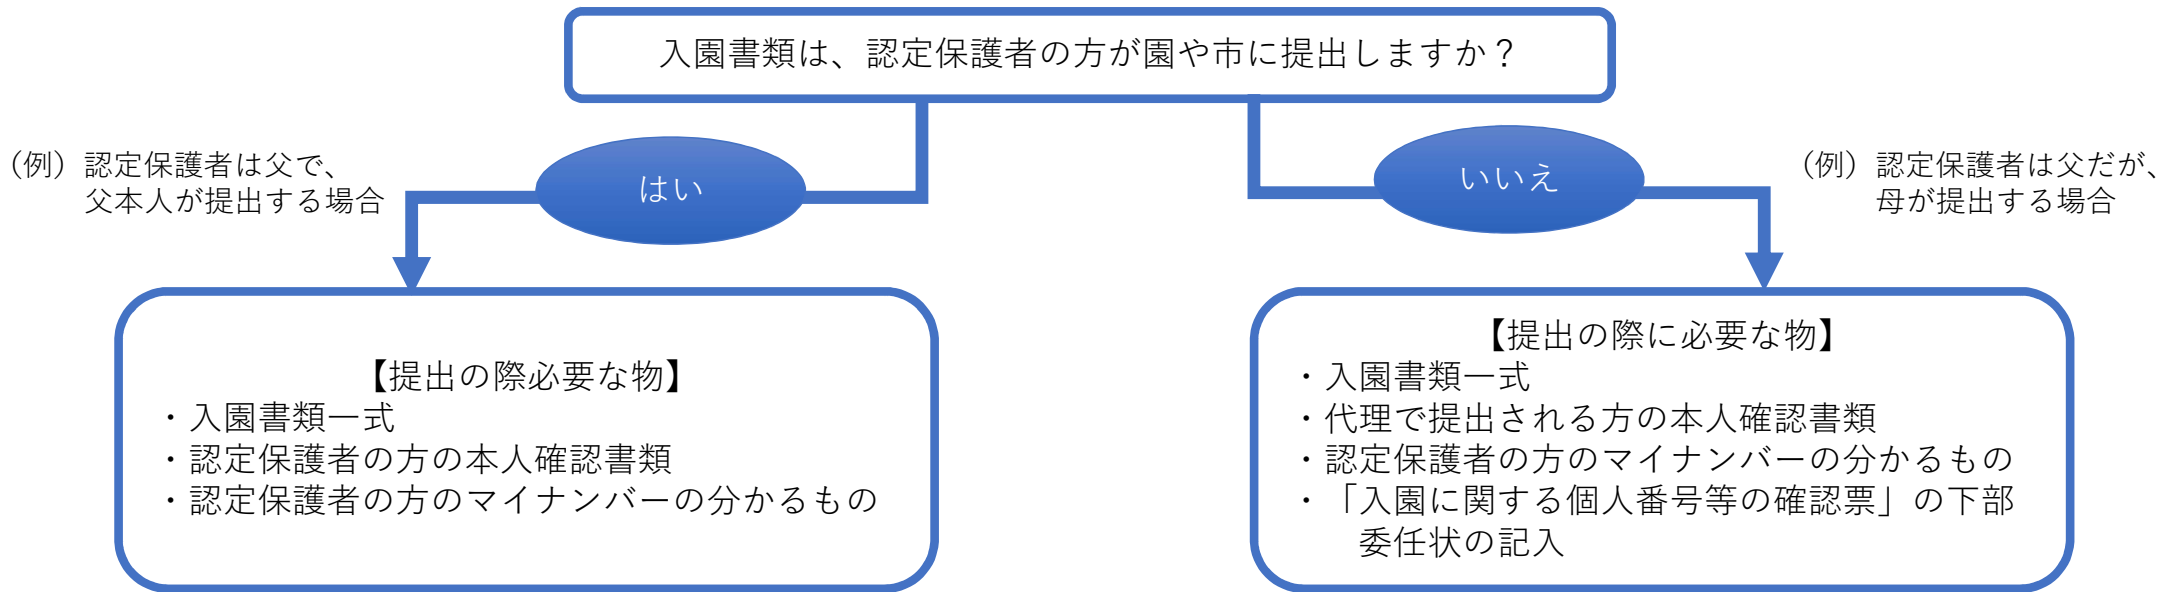 入園書類は、認定保護者の方が園や市に提出しますか？
（例）認定保護者は父で、
父本人が提出する場合
はい
いいえ
（例）認定保護者は父だが、
母が提出する場合
【提出の際必要な物】
・入園書類一式
・認定保護者の方の本人確認書類
・認定保護者の方のマイナンバーの分かるもの
【提出の際に必要な物】
・入園書類一式
・代理で提出される方の本人確認書類
・認定保護者の方のマイナンバーの分かるもの
・「入園に関する個人番号等の確認票」の下部
委任状の記入